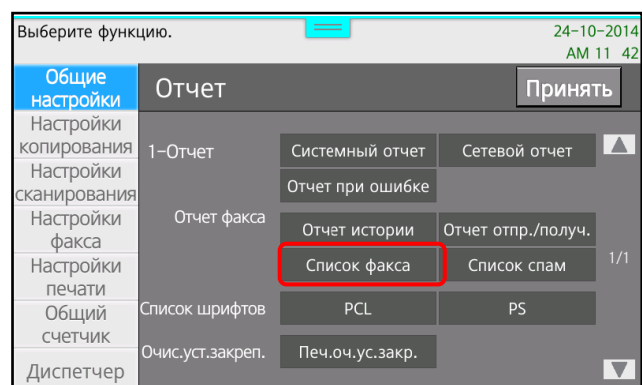 Выберите функцию.
24-10-2014
AM 11 42
Общие
настройки
Отчет
Принять
Настройки
копирования
Настройки
сканирования
Настройки
факса
Настройки
печати
Общий
счетчик
Диспетчер
1-Отчет
Системный отчет
Сетевой отчет
Отчет при ошибке
Отчет факса
Отчет истории
Отчет отпр./получ.
Список факса
Список спам
1/1
Список шрифтов
PCL
PS
Очис.уст.закреп.
Печ.оч.ус.закр.